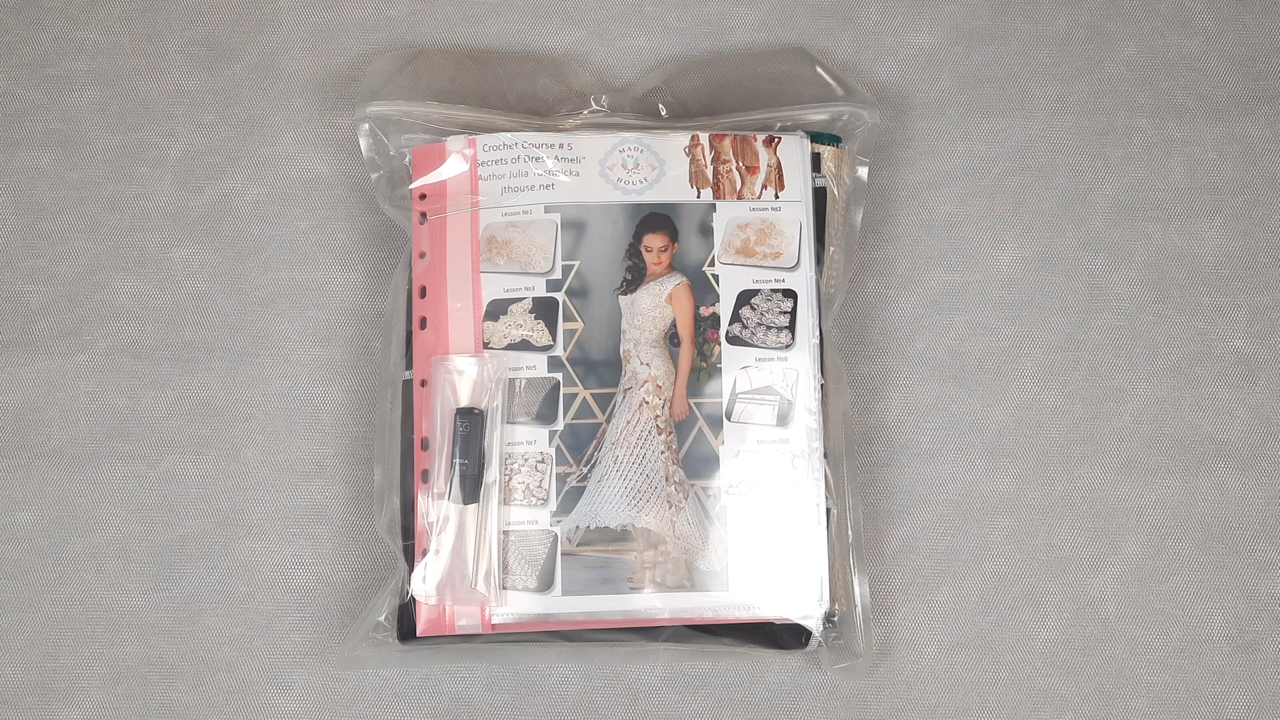 Crochet Course # 5
Secrets of Dress Ameli"
Author Julia
jthouse.net
MADE
by
HOUSE
Lesson №1
Lesson №2
Lesson №3
Lesson №4
Lesson №5
Lesson №6
Lesson №7
Lesson №8
Lesson №9